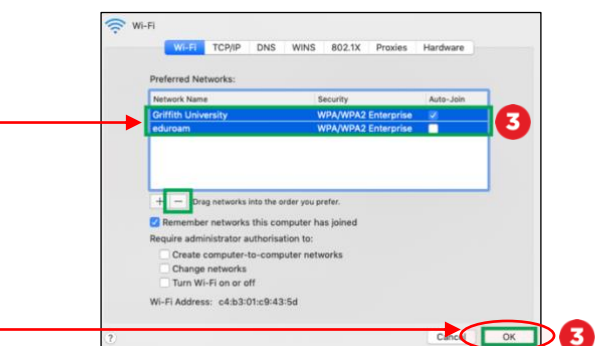 Wi-Fi
Wi-Fi TCP/IP DNS WINS 802.1X Proxies Hardware
Preferred Networks:
Network Name Security Auto-Join
Griffith University WPA/WPA2 Enterprise
eduroam WPA/WPA2 Enterprise
3
+ − Drag networks into the order you prefer.
Remember networks this computer has joined
Require administrator authorisation to:
Create computer-to-computer networks
Change networks
Turn Wi-Fi on or off
Wi-Fi Address: c4:b3:01:c9:43:5d
? Cancel OK 3